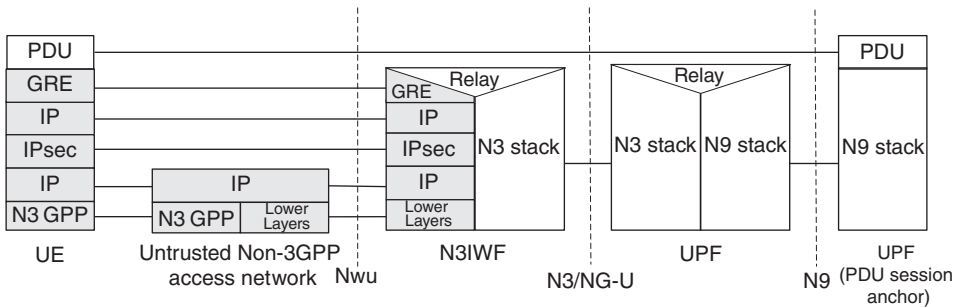 PDU
GRE
IP
IPsec
IP
N3 GPP
UE
IP
N3 GPP
Lower
Layers
Untrusted Non-3GPP
access network
Nwu
Relay
GRE
IP
IPsec
IP
Lower
Layers
N3 stack
N3IWF
N3/NG-U
Relay
N3 stack
N9 stack
UPF
N9
PDU
N9 stack
UPF
(PDU session
anchor)